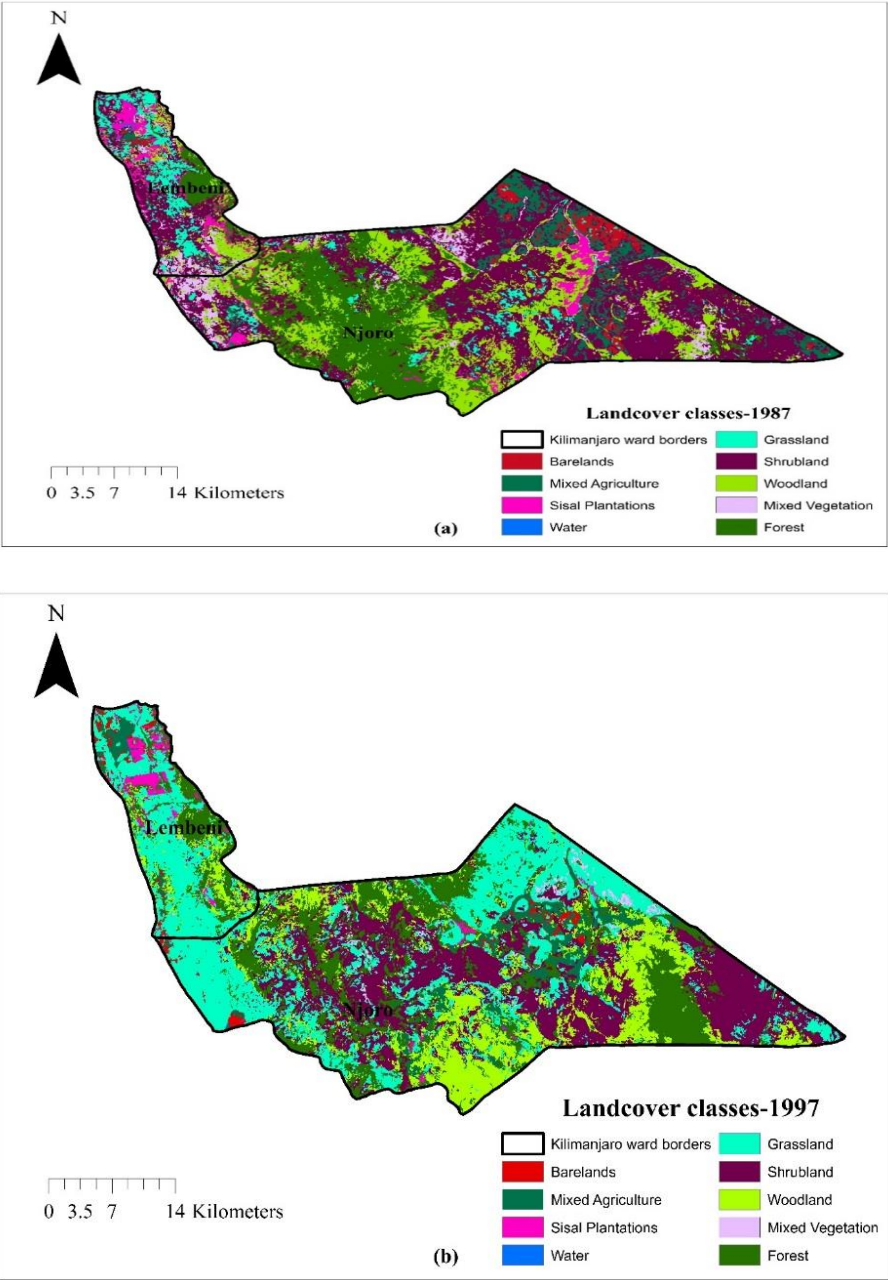 N
Lembeni
Njoro
Landcover classes-1987
Kilimanjaro ward borders Grassland
Barelands Shrubland
Mixed Agriculture Woodland
Sisal Plantations Mixed Vegetation
Water Forest
0 3.5 7 14 Kilometers
(a)
N
Lembeni
Njoro
Landcover classes-1997
Kilimanjaro ward borders Grassland
Barelands Shrubland
Mixed Agriculture Woodland
Sisal Plantations Mixed Vegetation
Water Forest
0 3.5 7 14 Kilometers
(b)